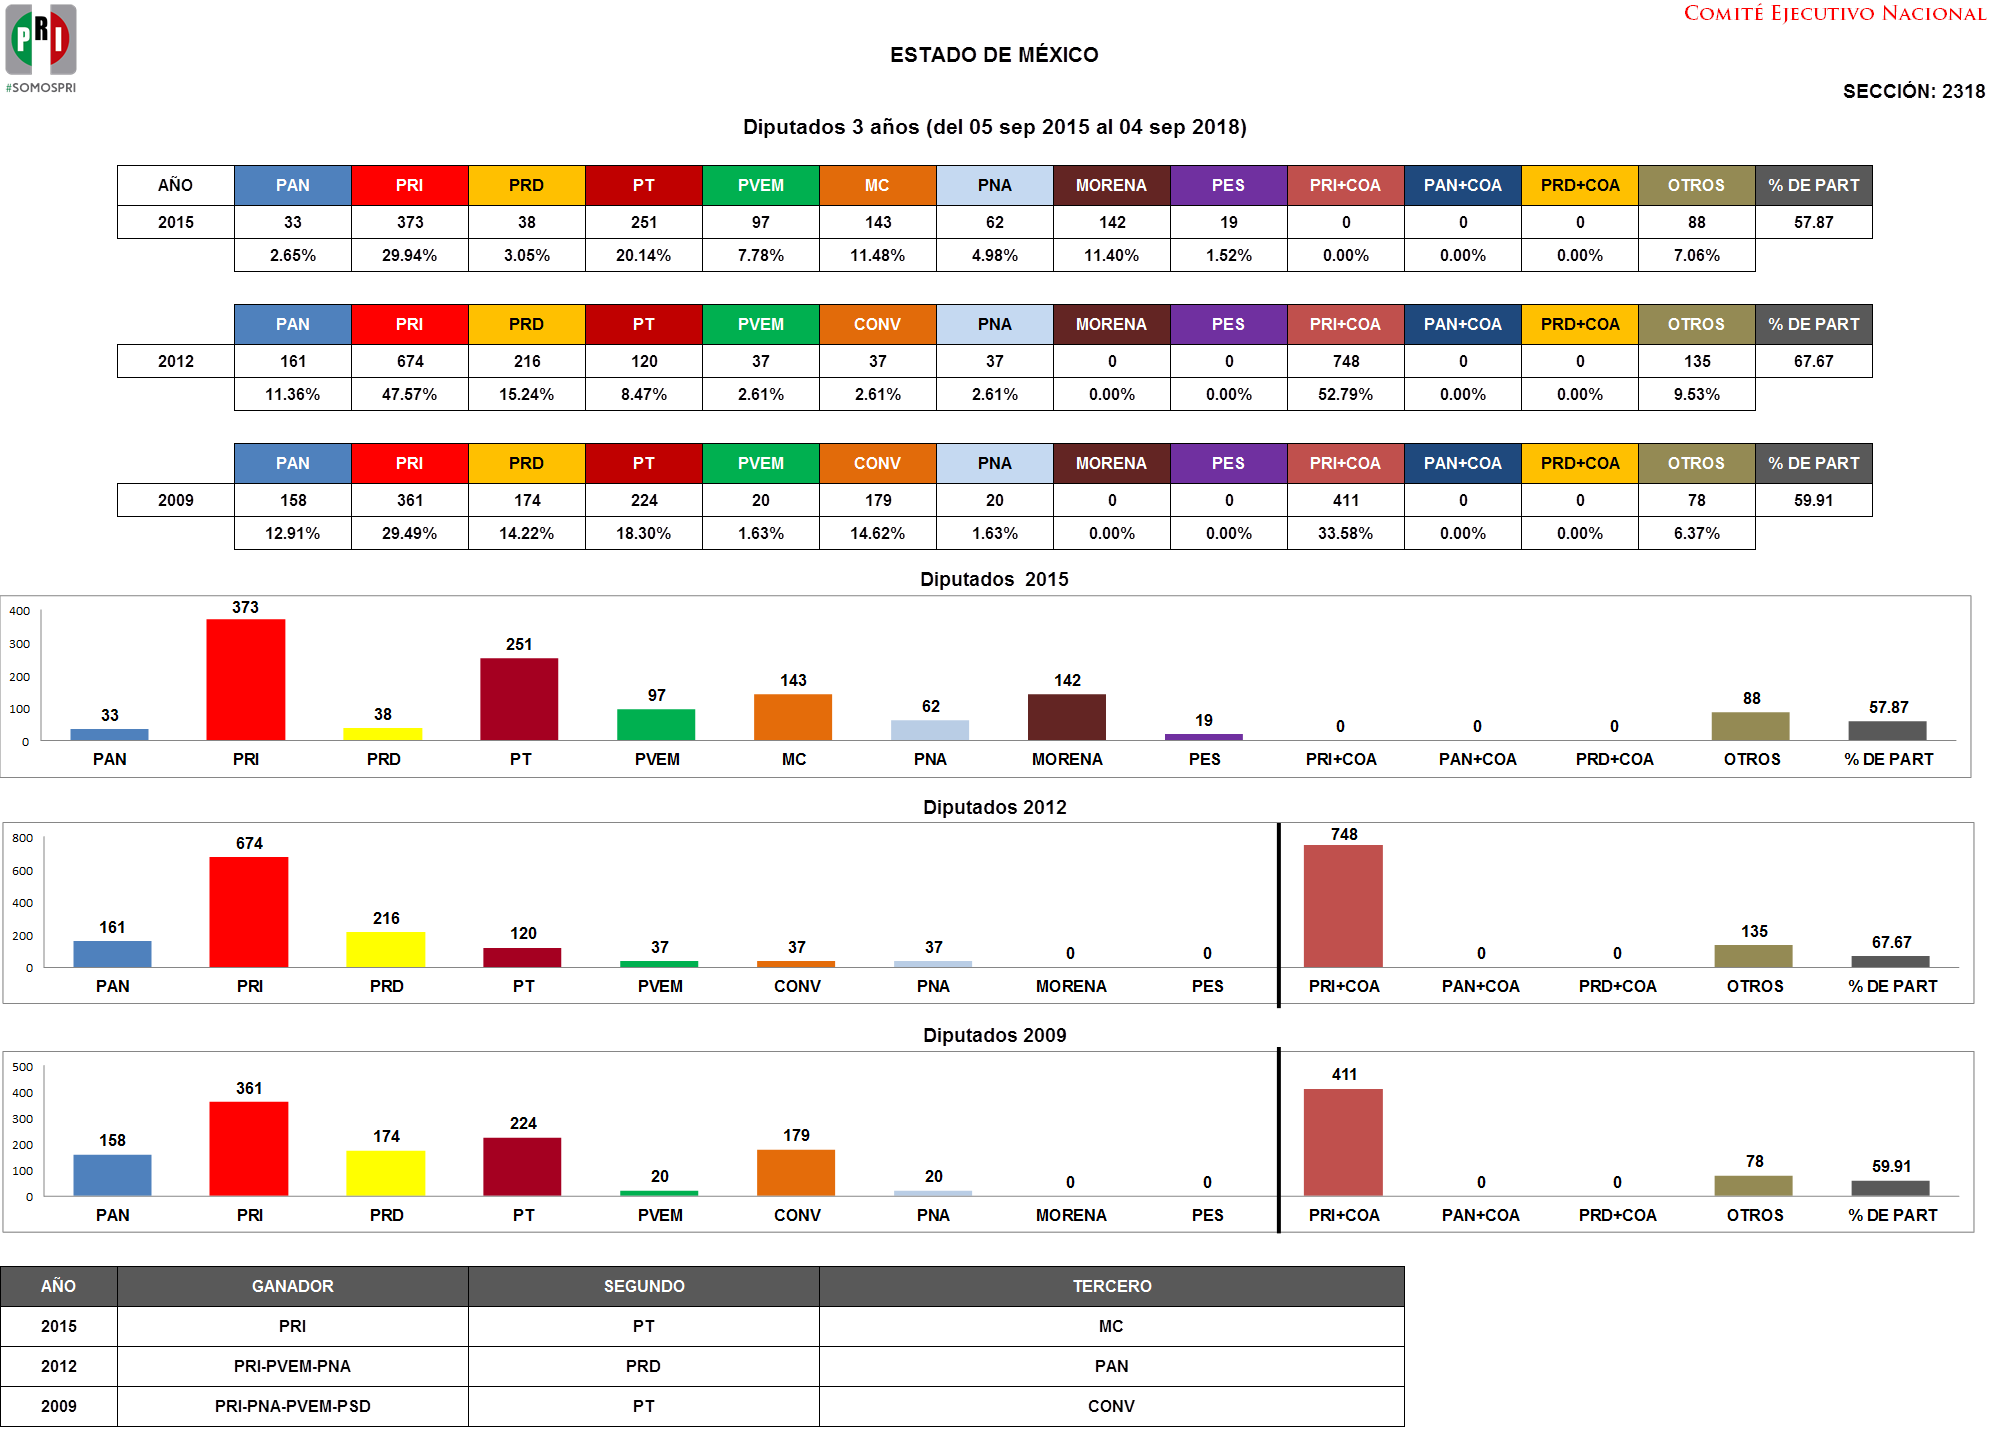 PRI
#SOMOSPRI
COMITÉ EJECUTIVO NACIONAL
ESTADO DE MÉXICO
SECCIÓN: 2318
Diputados 3 años (del 05 sep 2015 al 04 sep 2018)
AÑO PAN PRI PRD PT PVEM MC PNA MORENA PES PRI+COA PAN+COA PRD+COA OTROS % DE PART
2015 33 373 38 251 97 143 62 142 19 0 0 0 88 57.87
2.65% 29.94% 3.05% 20.14% 7.78% 11.48% 4.98% 11.40% 1.52% 0.00% 0.00% 0.00% 7.06%
PAN PRI PRD PT PVEM CONV PNA MORENA PES PRI+COA PAN+COA PRD+COA OTROS % DE PART
2012 161 674 216 120 37 37 37 0 0 748 0 0 135 67.67
11.36% 47.57% 15.24% 8.47% 2.61% 2.61% 2.61% 0.00% 0.00% 52.79% 0.00% 0.00% 9.53%
PAN PRI PRD PT PVEM CONV PNA MORENA PES PRI+COA PAN+COA PRD+COA OTROS % DE PART
2009 158 361 174 224 20 179 20 0 0 411 0 0 78 59.91
12.91% 29.49% 14.22% 18.30% 1.63% 14.62% 1.63% 0.00% 0.00% 33.58% 0.00% 0.00% 6.37%
Diputados 2015
400
300
200
100
0
33 373 38 251 97 143 62 142 19 0 0 0 88 57.87
PAN PRI PRD PT PVEM MC PNA MORENA PES PRI+COA PAN+COA PRD+COA OTROS % DE PART
Diputados 2012
800
600
400
200
0
161 674 216 120 37 37 37 0 0 748 0 0 135 67.67
PAN PRI PRD PT PVEM CONV PNA MORENA PES PRI+COA PAN+COA PRD+COA OTROS % DE PART
Diputados 2009
500
400
300
200
100
0
158 361 174 224 20 179 20 0 0 411 0 0 78 59.91
PAN PRI PRD PT PVEM CONV PNA MORENA PES PRI+COA PAN+COA PRD+COA OTROS % DE PART
AÑO GANADOR SEGUNDO TERCERO
2015 PRI PT MC
2012 PRI-PVEM-PNA PRD PAN
2009 PRI-PNA-PVEM-PSD PT CONV